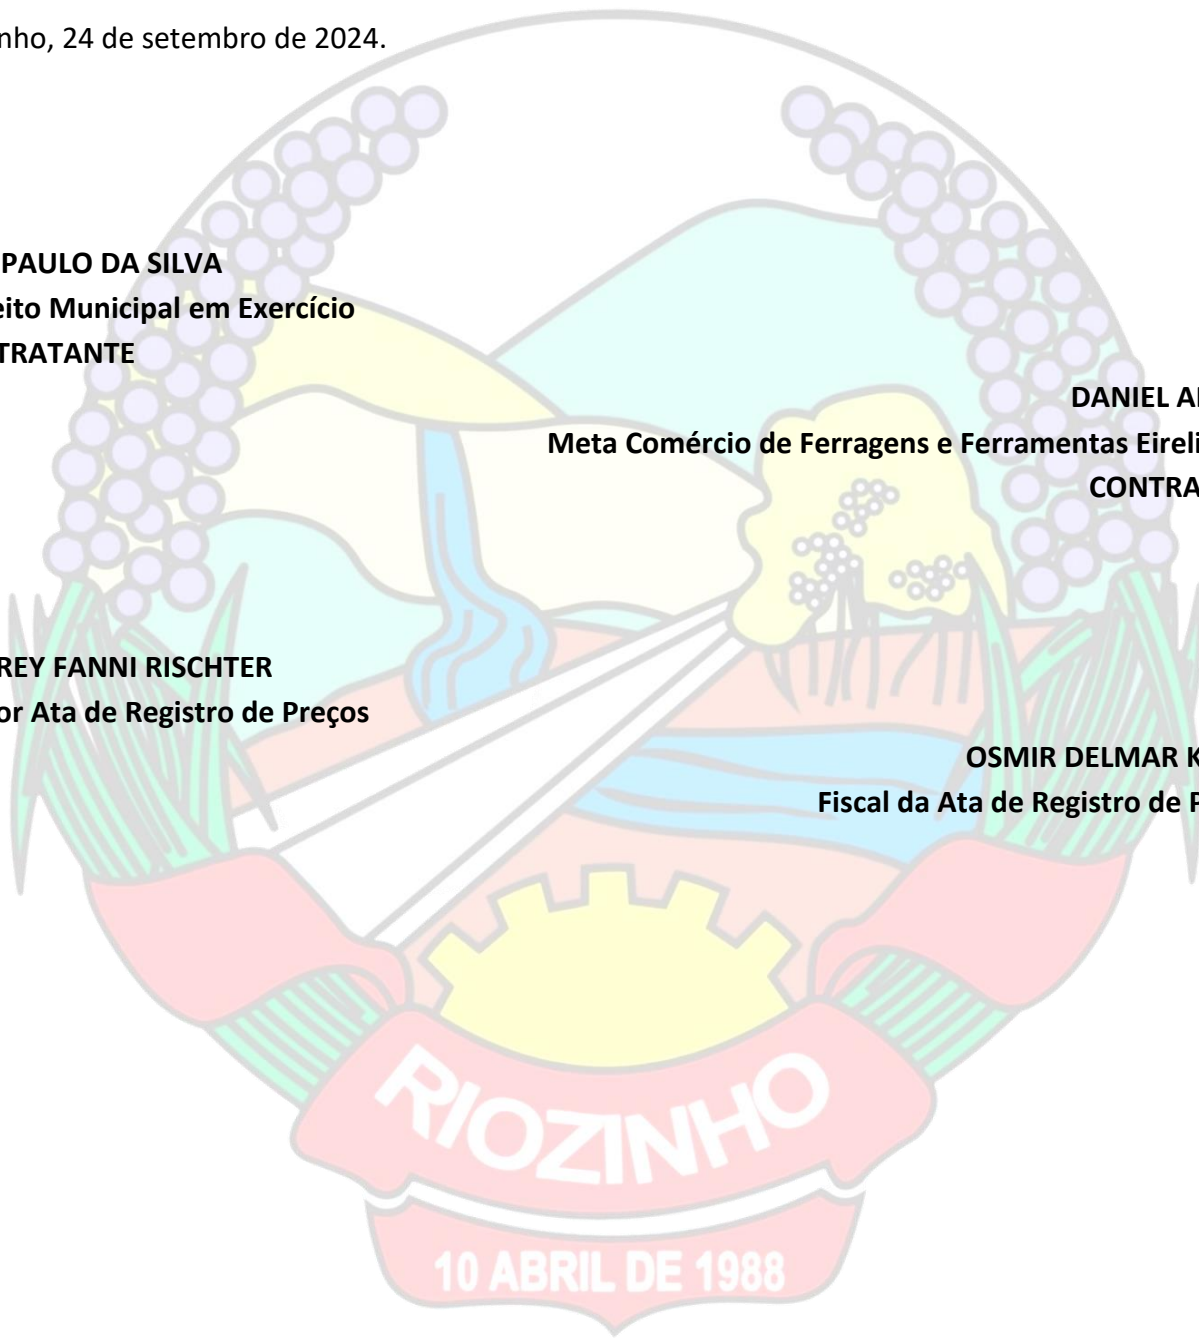 nho, 24 de setembro de 2024.
PAULO DA SILVA
eito Municipal em Exercício
TRATANTE
DANIEL A
Meta Comércio de Ferragens e Ferramentas Eireli
CONTRA
REY FANNI RISCHTER
or Ata de Registro de Preços
OSMIR DELMAR K
Fiscal da Ata de Registro de P
RIOZINHO
10 ABRIL DE 1988